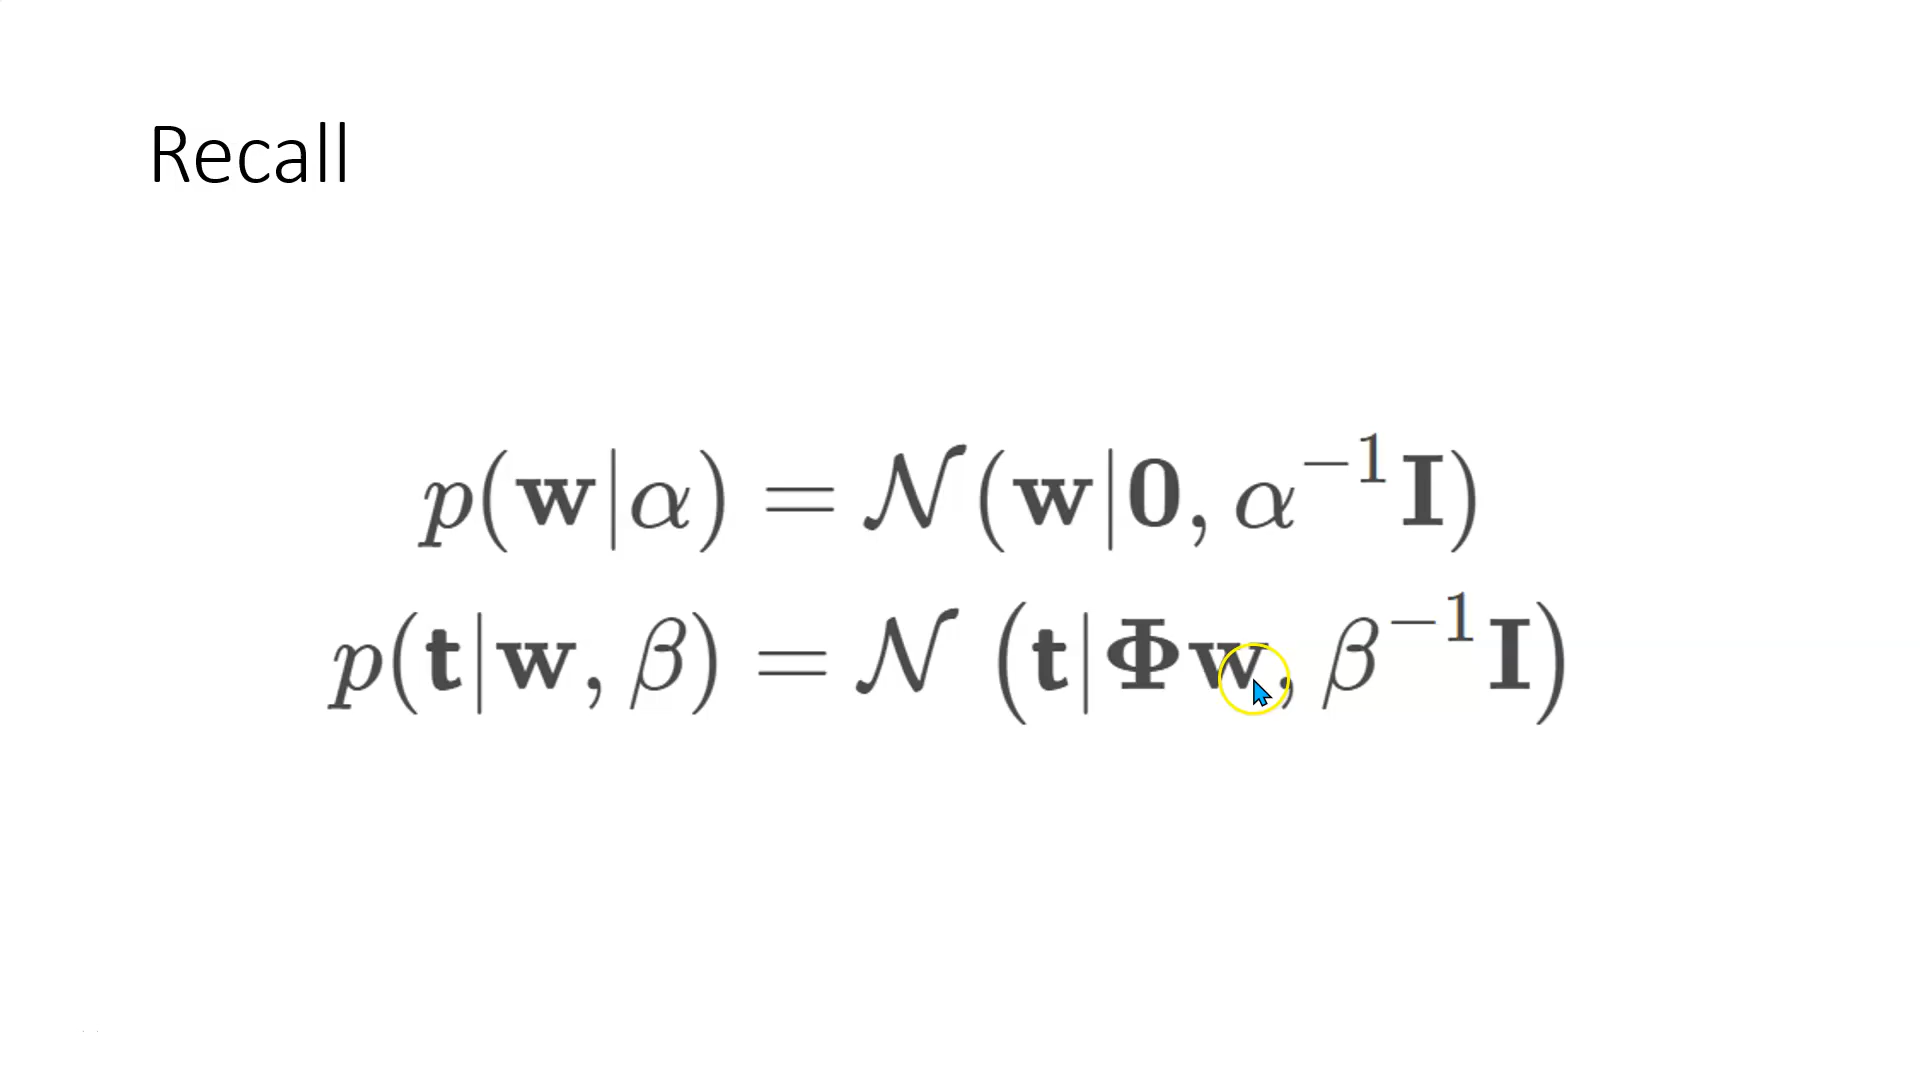 Recall
p(w|α) = 𝒩(w|0, α⁻¹I)
p(t|w, β) = 𝒩 (t|Φw, β⁻¹I)